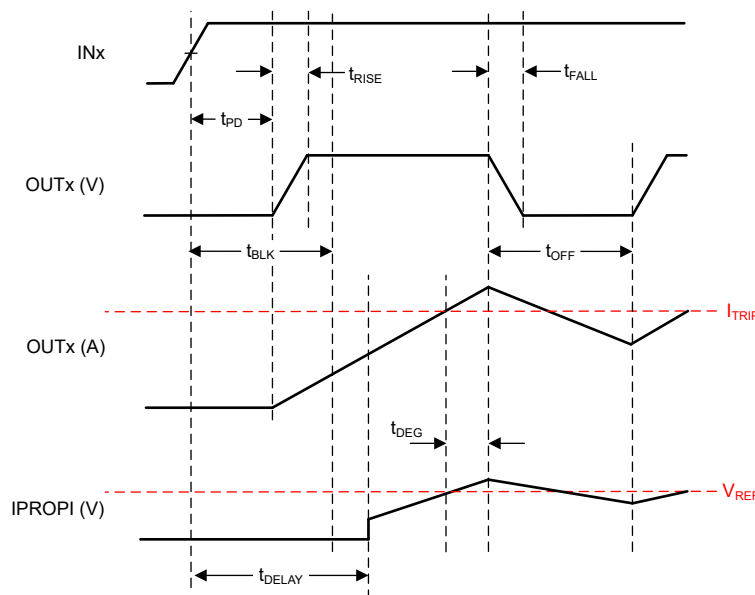 INx
tRISE
tFALL
tPD
OUTx (V)
tBLK
tOFF
ITRIP
OUTx (A)
tDEG
VREF
IPROPI (V)
tDELAY